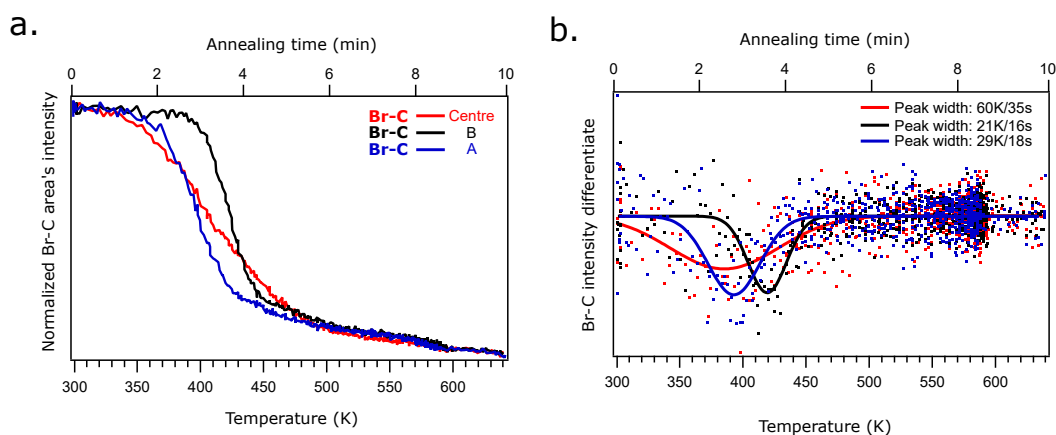 a.
Annealing time (min)
0 2 4 6 8 10
Normalized Br-C area's intensity
Br-C Centre
Br-C B
Br-C A
300 350 400 450 500 550 600
Temperature (K)
b.
Annealing time (min)
0 2 4 6 8 10
Br-C intensity differentiate
Peak width: 60K/35s
Peak width: 21K/16s
Peak width: 29K/18s
300 400 450 500 550 600
Temperature (K)